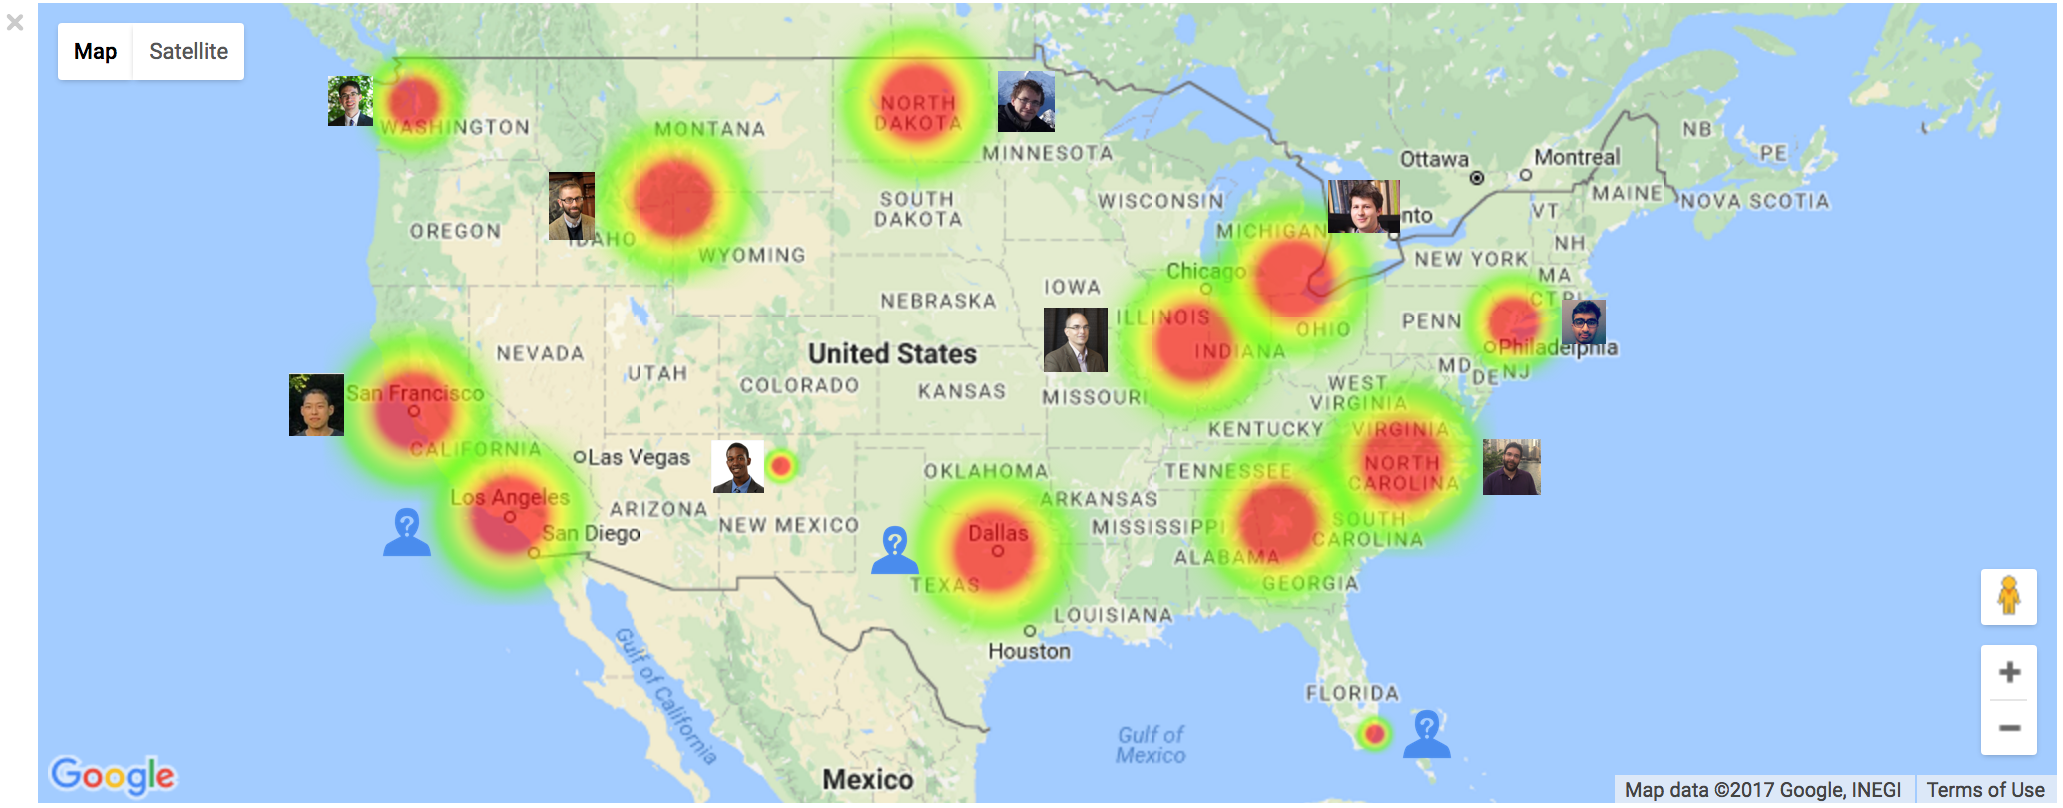 ×
Map
Satellite
WASHINGTON
MONTANA
NORTH
DAKOTA
MINNESOTA
Ottawa
Montreal
NB
PE
MAINE
NOVA SCOTIA
OREGON
IDAHO
WYOMING
SOUTH
DAKOTA
WISCONSIN
MICHIGAN
nto
VT
NH
NEW YORK
MA
CT RI
Chicago
IOWA
NEBRASKA
ILLINOIS
INDIANA
OHIO
PENN
Philadelphia
MD
DE
NJ
NEVADA
UTAH
United States
COLORADO
KANSAS
MISSOURI
WEST
VIRGINIA
VIRGINIA
KENTUCKY
San Francisco
CALIFORNIA
Las Vegas
OKLAHOMA
TENNESSEE
NORTH
CAROLINA
Los Angeles
ARIZONA
NEW MEXICO
ARKANSAS
MISSISSIPPI
SOUTH
CAROLINA
San Diego
Dallas
ALABAMA
GEORGIA
TEXAS
LOUISIANA
Houston
?
?
?
Gulf of California
FLORIDA
Gulf of
Mexico
Mexico
+
−
Google
Map data ©2017 Google, INEGI
Terms of Use